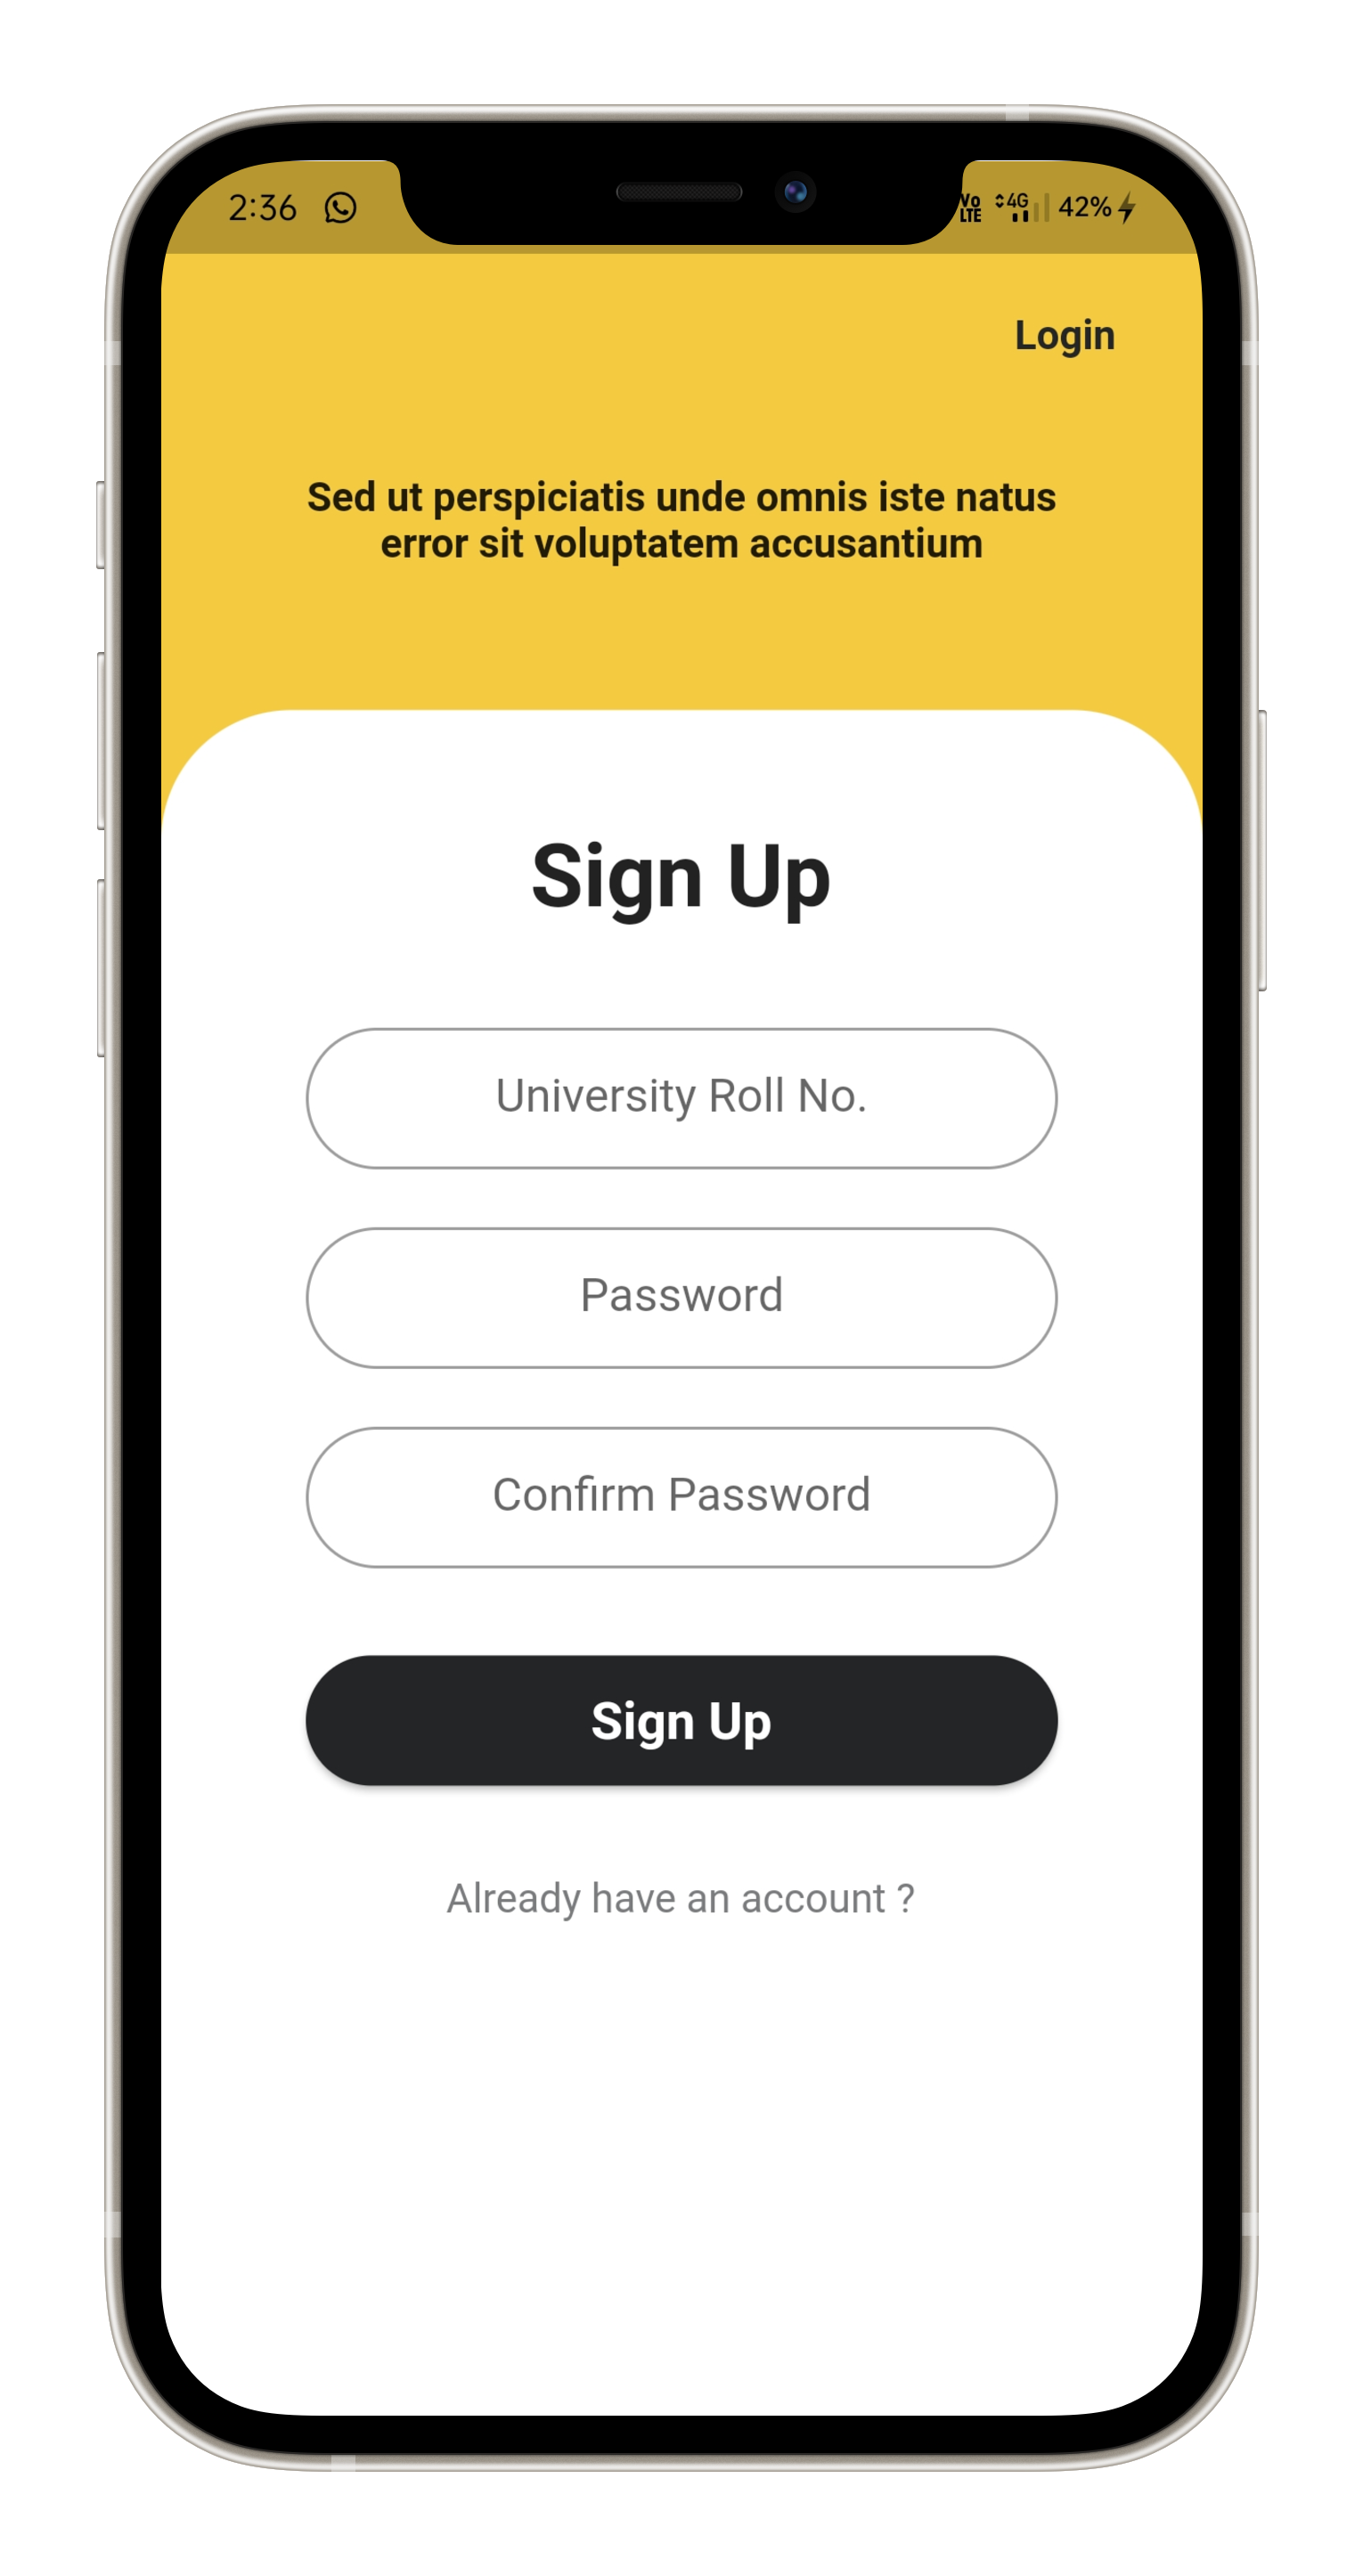 2:36 Vo LTE 4G 42%
Login
Sed ut perspiciatis unde omnis iste natus
error sit voluptatem accusantium
Sign Up
University Roll No.
Password
Confirm Password
Sign Up
Already have an account ?